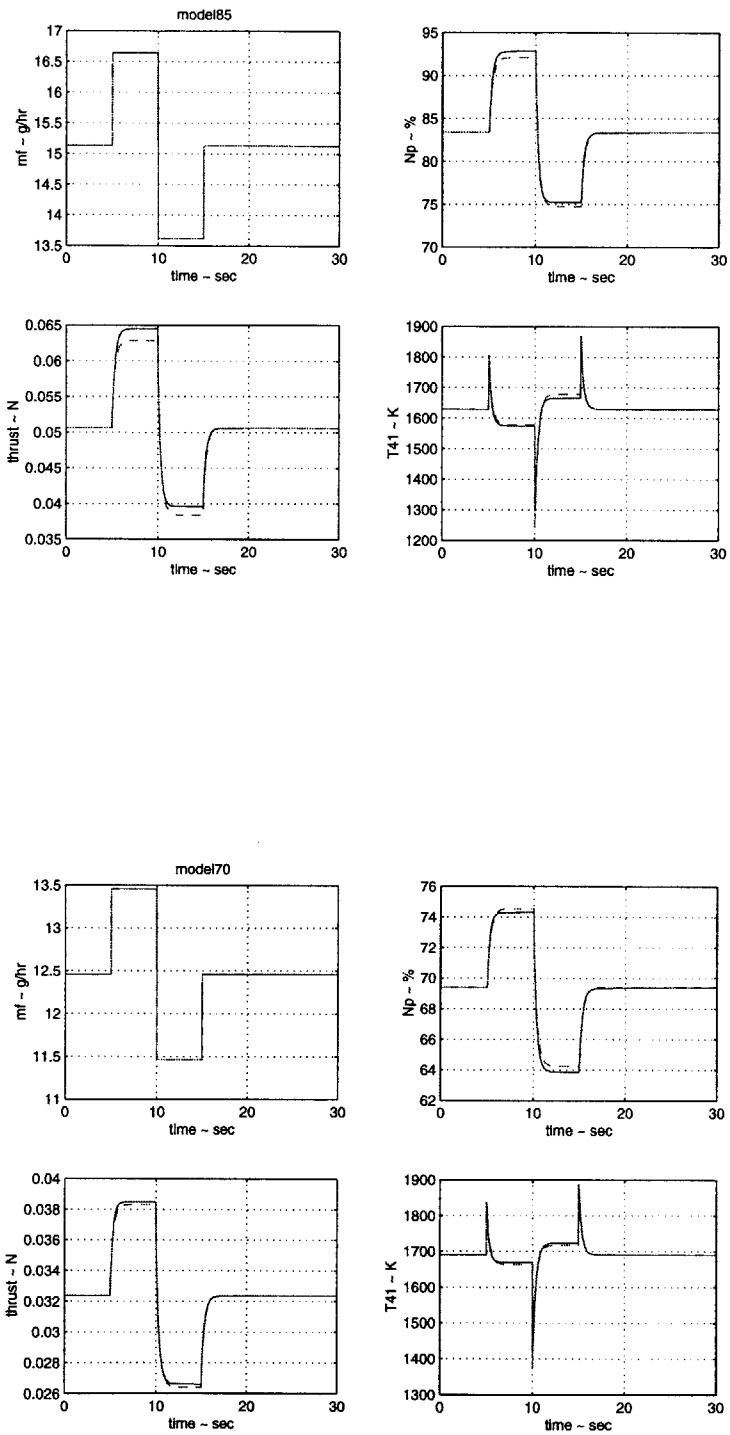 model85
17
16.5
16
15.5
15
14.5
14
13.5
mf ~ g/hr
0 10 20 30
time ~ sec
95
90
85
80
75
70
Np ~ %
0 10 20 30
time ~ sec
0.065
0.06
0.055
0.05
0.045
0.04
0.035
thrust ~ N
0 10 20 30
time ~ sec
1900
1800
1700
1600
1500
1400
1300
1200
T41 ~ K
0 10 20 30
time ~ sec
model70
13.5
13
12.5
12
11.5
11
mf ~ g/hr
0 10 20 30
time ~ sec
76
74
72
70
68
66
64
62
Np ~ %
0 10 20 30
time ~ sec
0.04
0.038
0.036
0.034
0.032
0.03
0.028
0.026
thrust ~ N
0 10 20 30
time ~ sec
1900
1800
1700
1600
1500
1400
1300
T41 ~ K
0 10 20 30
time ~ sec